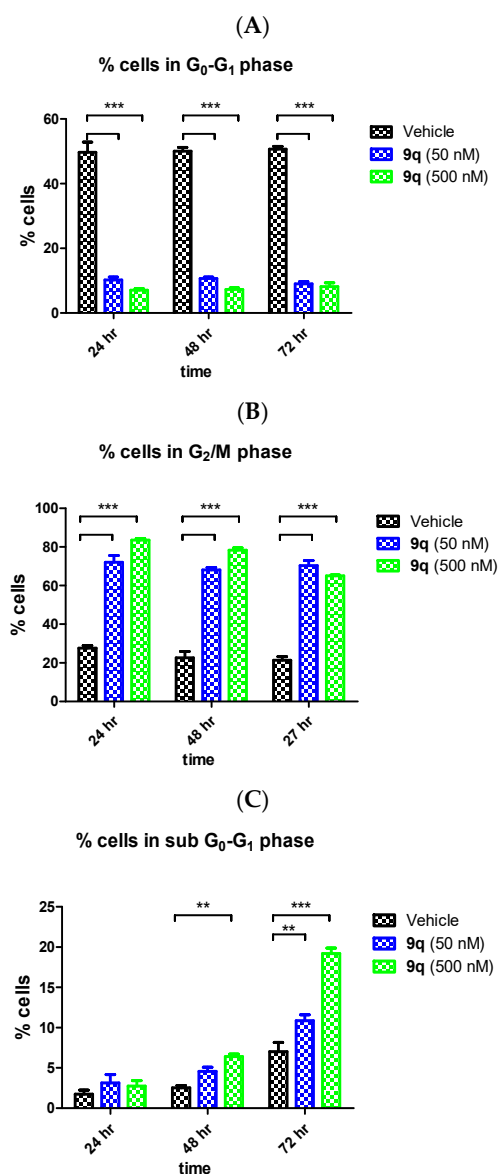 (A)
% cells in G₀-G₁ phase
*** *** ***
Vehicle
9q (50 nM)
9q (500 nM)
60
40
20
0
% cells
24 hr 48 hr 72 hr
time
(B)
% cells in G₂/M phase
*** *** ***
Vehicle
9q (50 nM)
9q (500 nM)
100
80
60
40
20
0
% cells
24 hr 48 hr 27 hr
time
(C)
% cells in sub G₀-G₁ phase
** *** **
Vehicle
9q (50 nM)
9q (500 nM)
25
20
15
10
5
0
% cells
24 hr 48 hr 72 hr
time